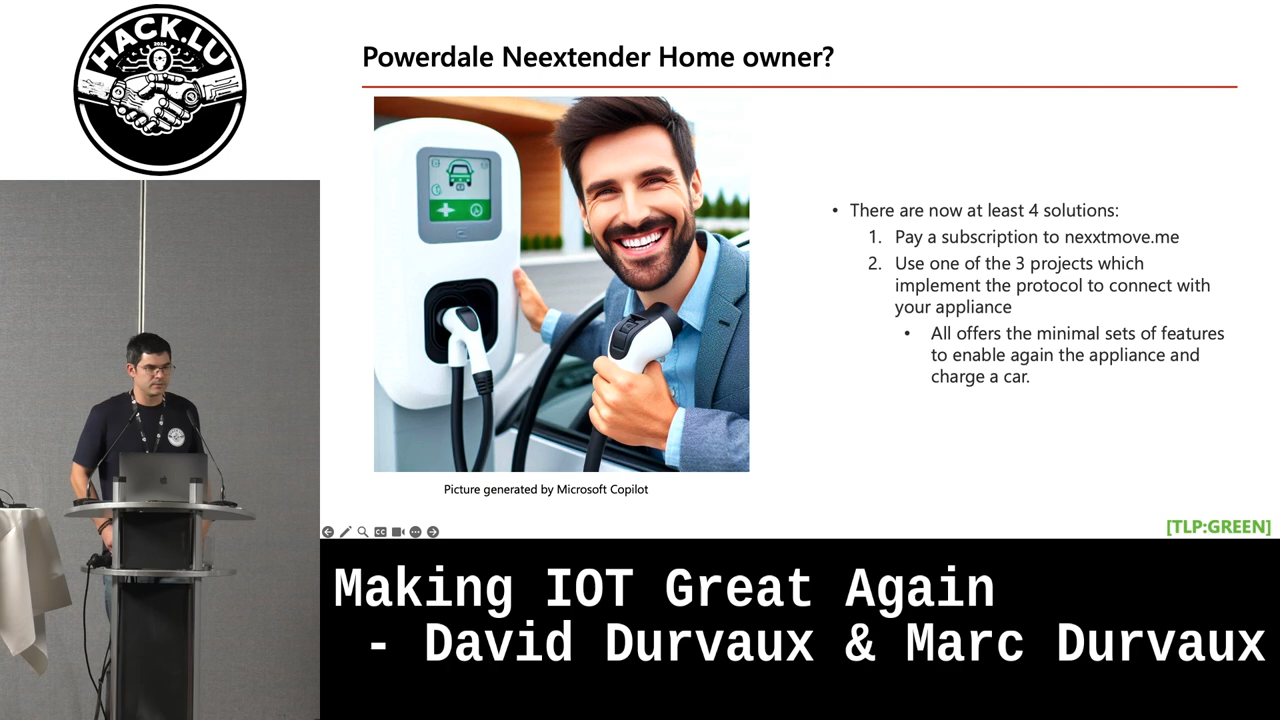 HACK.LU
2024
Powerdale Neextender Home owner?
• There are now at least 4 solutions:
1. Pay a subscription to nexxtmove.me
2. Use one of the 3 projects which
implement the protocol to connect with
your appliance
• All offers the minimal sets of features
to enable again the appliance and
charge a car.
Picture generated by Microsoft Copilot
CC
[TLP:GREEN]
Making IOT Great Again
- David Durvaux & Marc Durvaux